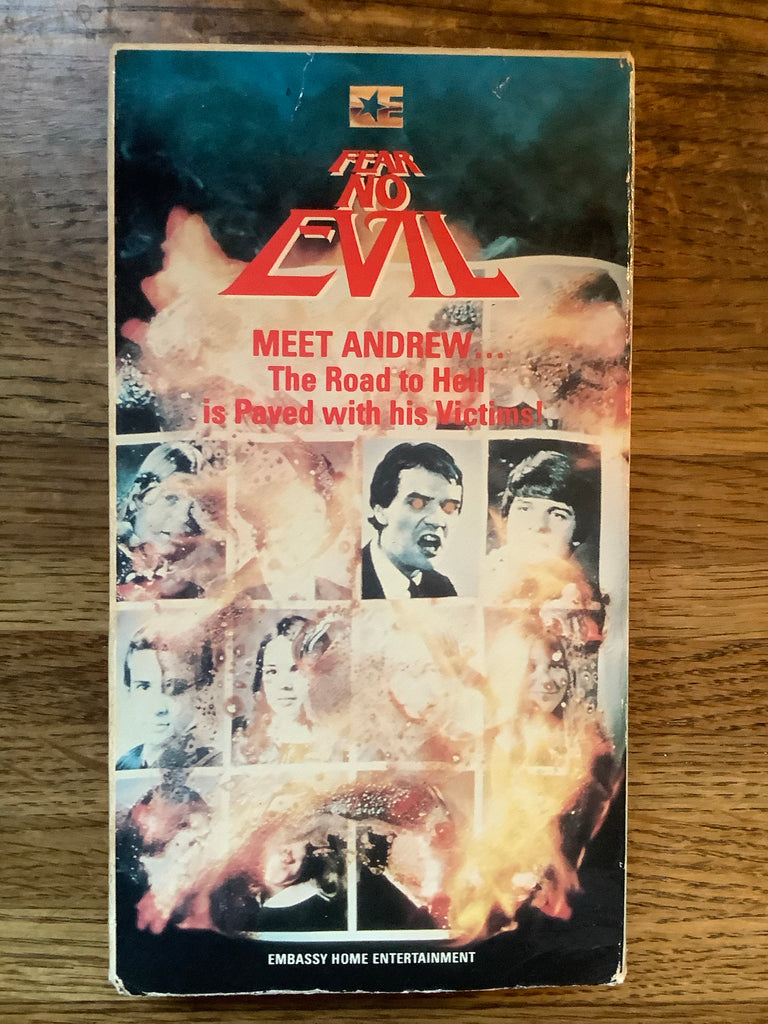 E E
FEAR
NO
EVIL
MEET ANDREW...
The Road to Hell
is Paved with his Victims!
EMBASSY HOME ENTERTAINMENT